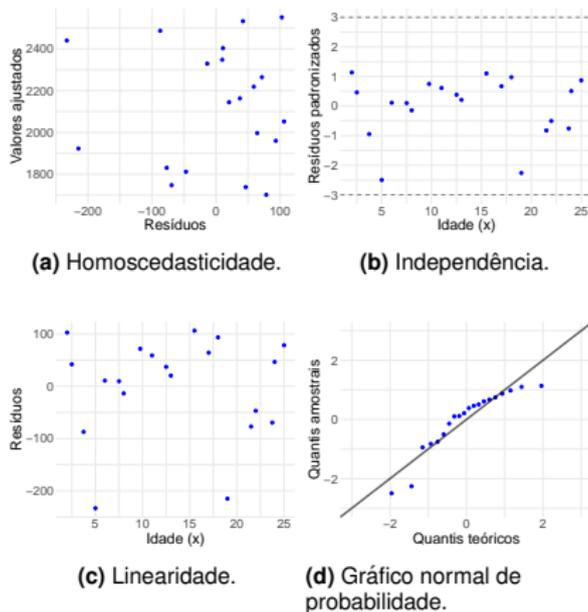 2400
2200
2000
1800
Valores ajustados
−200
−100
0
100
Resíduos
(a) Homoscedasticidade.
3
2
1
0
−1
−2
−3
Resíduos padronizados
5
10
15
20
25
Idade (x)
(b) Independência.
100
0
−100
−200
Resíduos
5
10
15
20
25
Idade (x)
(c) Linearidade.
2
0
−2
Quantis amostrais
−2
0
2
Quantis teóricos
(d) Gráfico normal de
probabilidade.